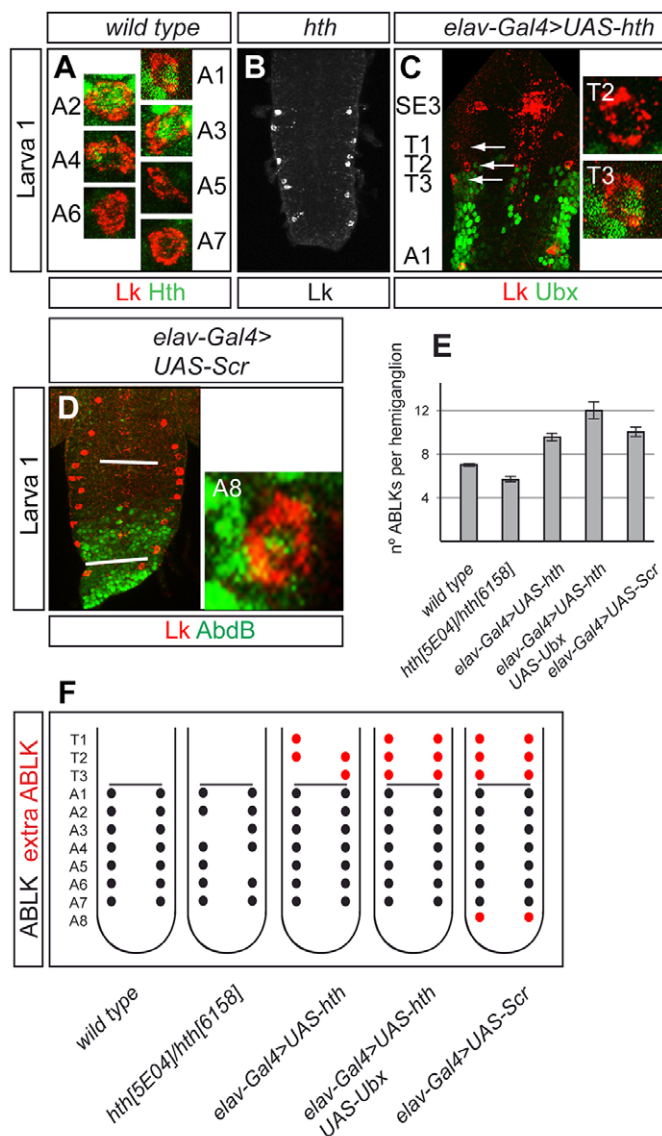 wild type
hth
elav-Gal4>UAS-hth
Larva 1
A
A1
A2
A3
A4
A5
A6
A7
B
C
SE3
T1
T2
T3
A1
T2
T3
Lk Hth
Lk
Lk Ubx
elav-Gal4>
UAS-Scr
Larva 1
D
A8
Lk AbdB
E
nº ABLKs per hemiganglion
12
8
4
wild type
hth[5E04]/hth[6158]
elav-Gal4>UAS-hth
elav-Gal4>UAS-hth
UAS-Ubx
elav-Gal4>UAS-Scr
F
ABLK extra ABLK
T1
T2
T3
A1
A2
A3
A4
A5
A6
A7
A8
wild type
hth[5E04]/hth[6158]
elav-Gal4>UAS-hth
elav-Gal4>UAS-hth
UAS-Ubx
elav-Gal4>UAS-Scr